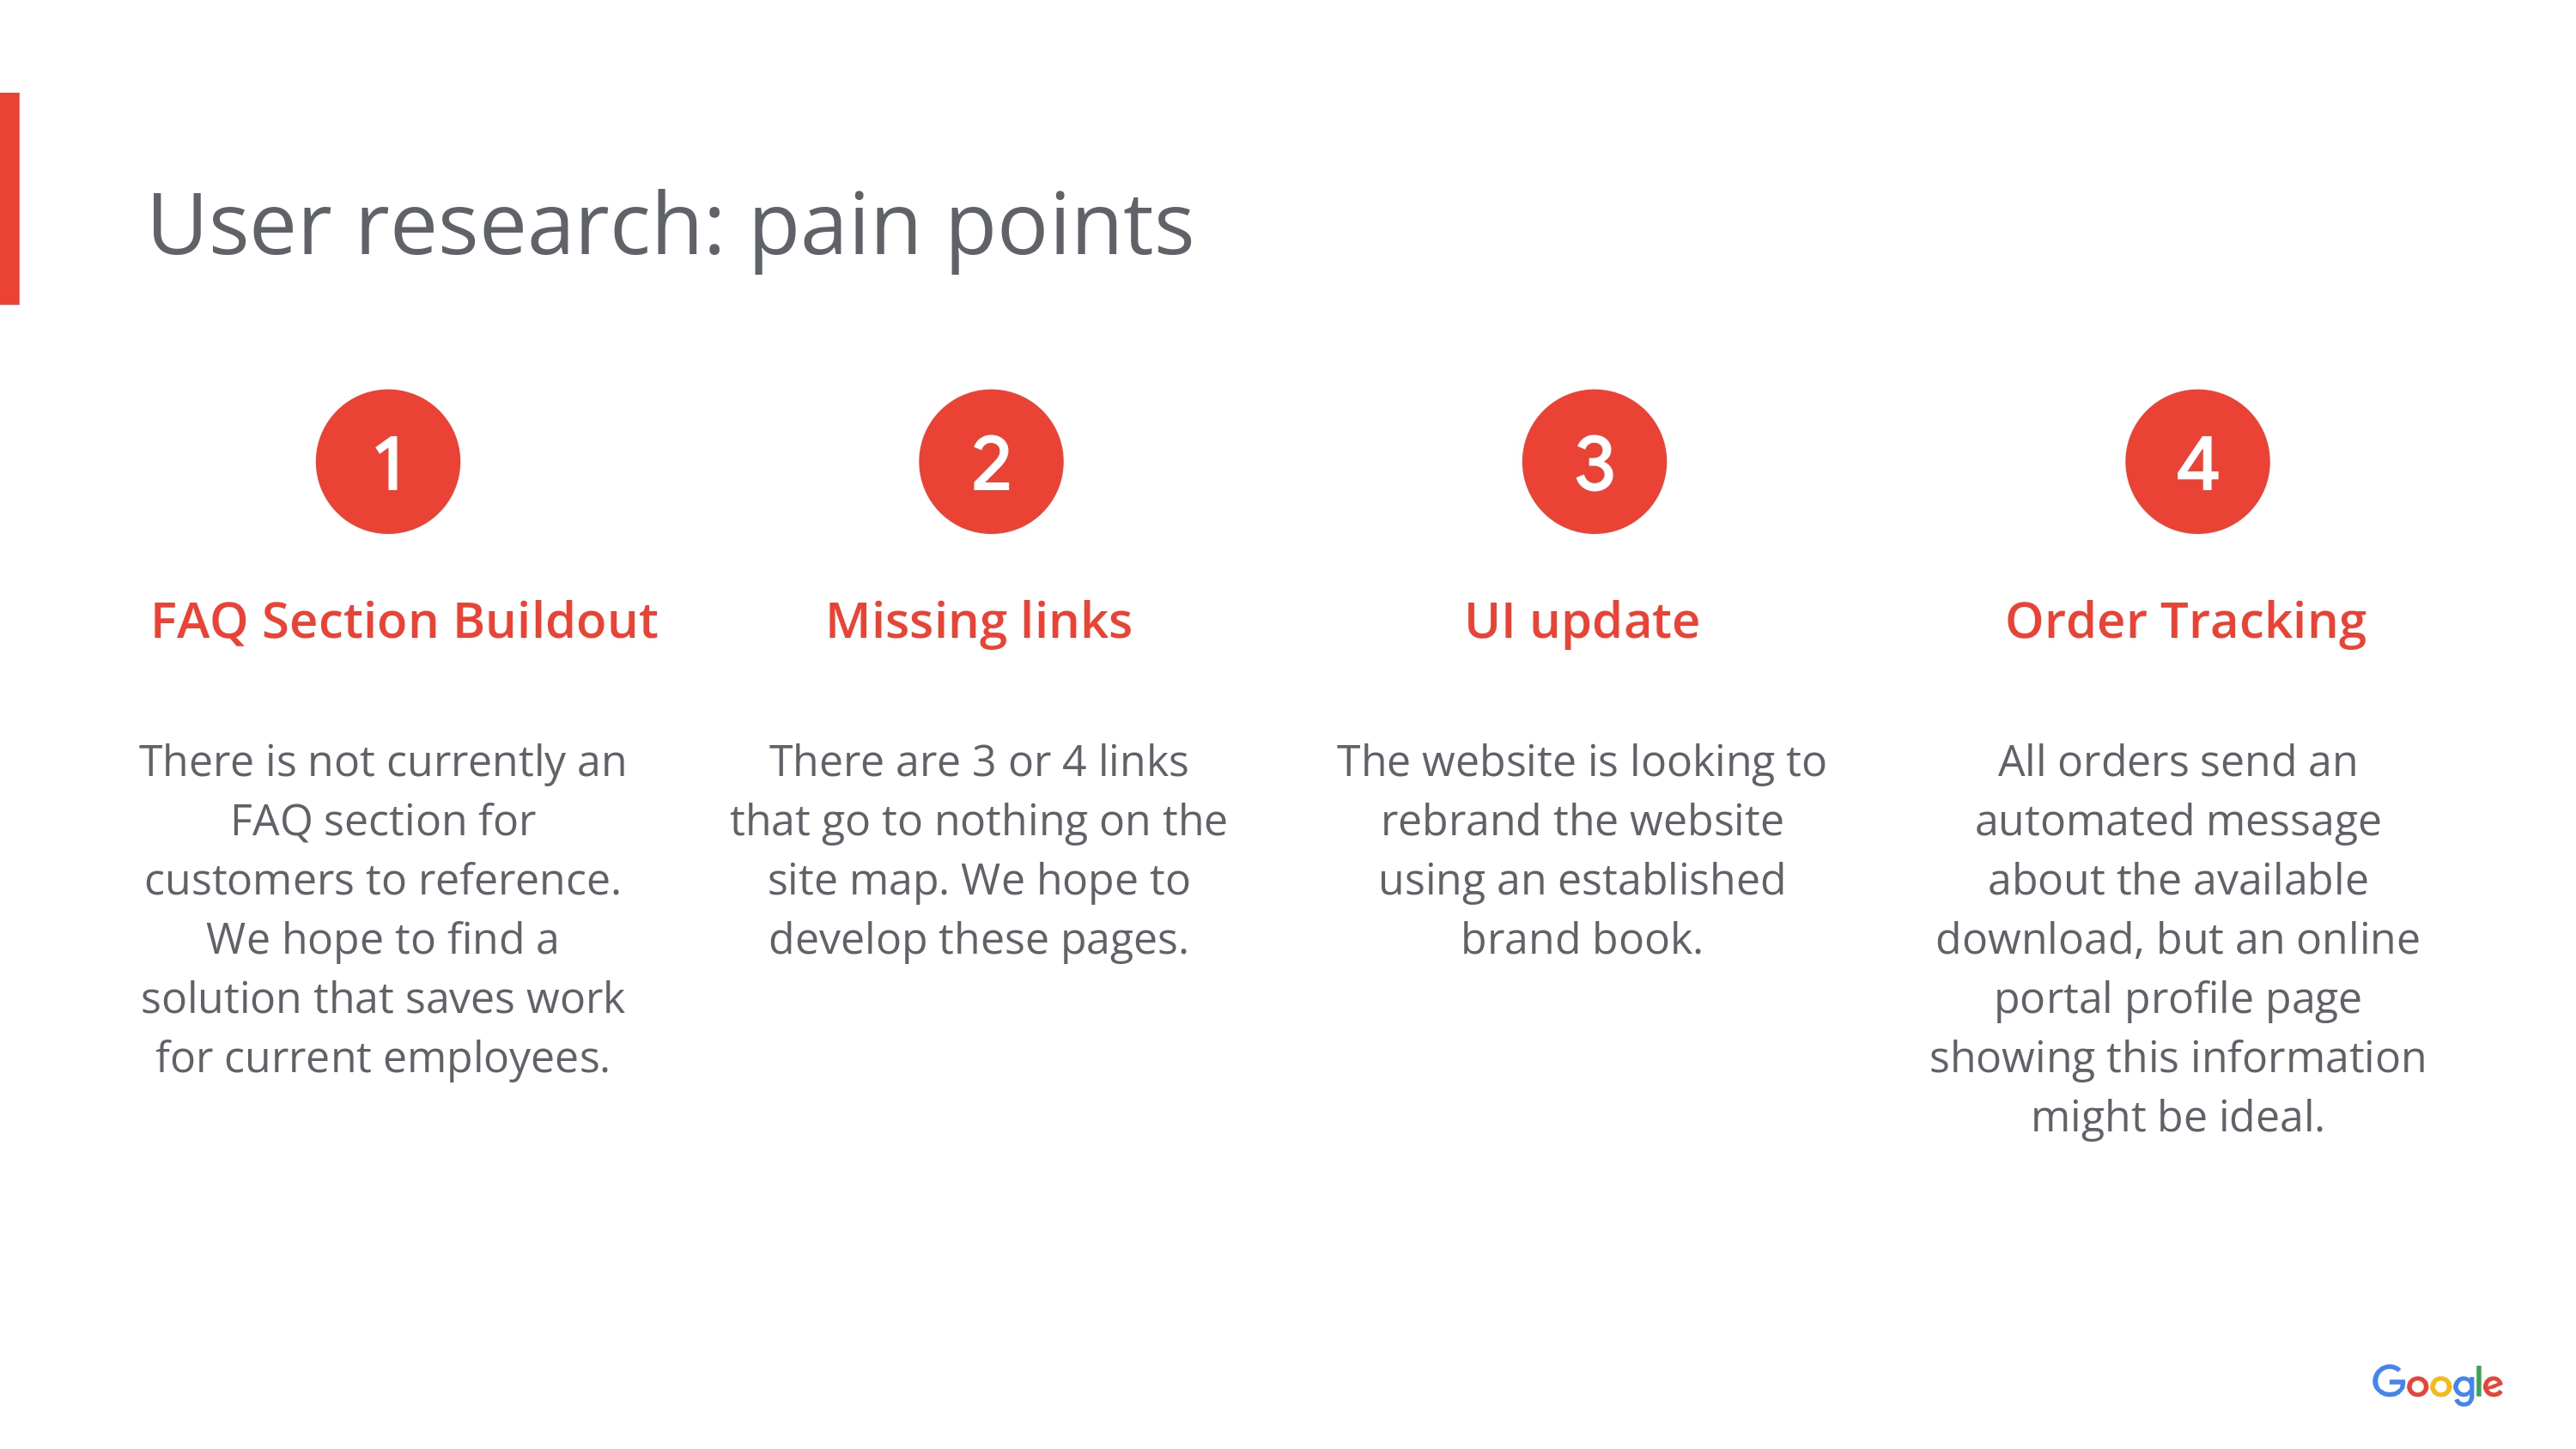 User research: pain points
1
FAQ Section Buildout
There is not currently an
FAQ section for
customers to reference.
We hope to find a
solution that saves work
for current employees.
2
Missing links
There are 3 or 4 links
that go to nothing on the
site map. We hope to
develop these pages.
3
UI update
The website is looking to
rebrand the website
using an established
brand book.
4
Order Tracking
All orders send an
automated message
about the available
download, but an online
portal profile page
showing this information
might be ideal.
Google